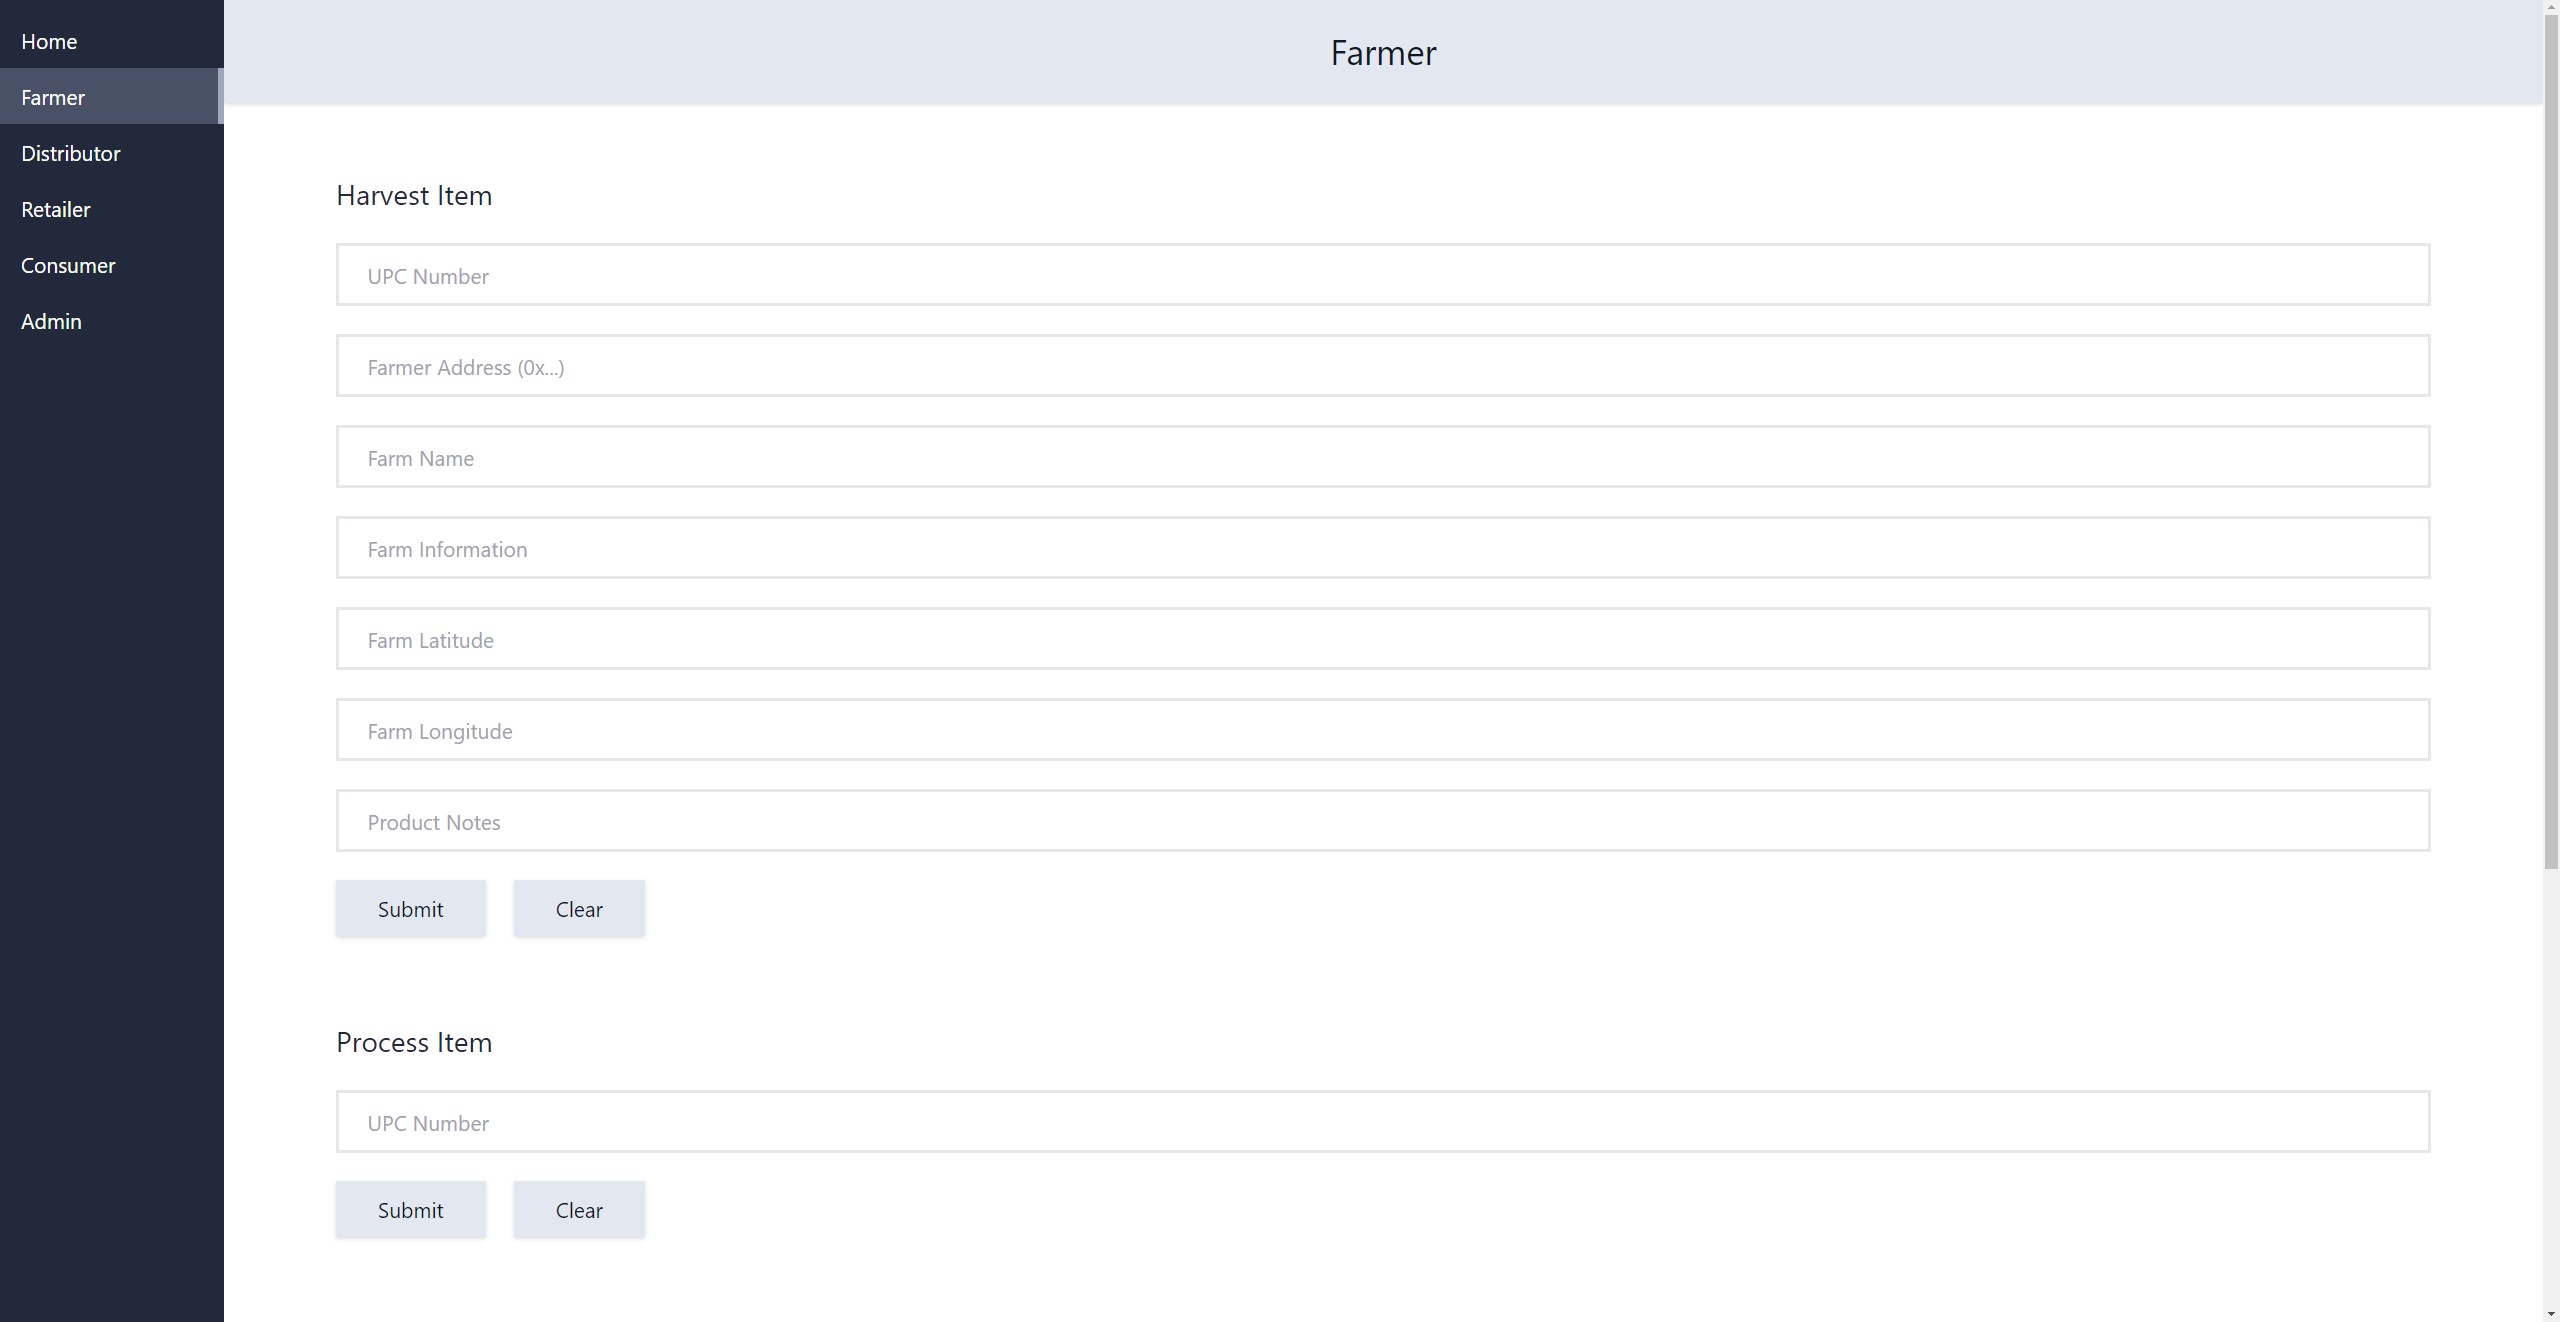 Home
Farmer
Distributor
Retailer
Consumer
Admin
Farmer
Harvest Item
UPC Number
Farmer Address (0x...)
Farm Name
Farm Information
Farm Latitude
Farm Longitude
Product Notes
Submit Clear
Process Item
UPC Number
Submit Clear